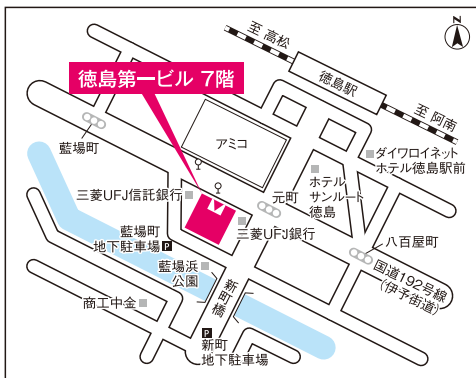 至 高松
N
徳島駅
徳島第一ビル 7階
至 阿南
アミコ
藍場町
ダイワロイネット
ホテル徳島駅前
ホテル
サンルート
徳島
三菱UFJ信託銀行
元町
藍場町
地下駐車場 P
三菱UFJ銀行
八百屋町
国道192号線
(伊予街道)
藍場浜
公園
新町橋
商工中金
P
新町
地下駐車場